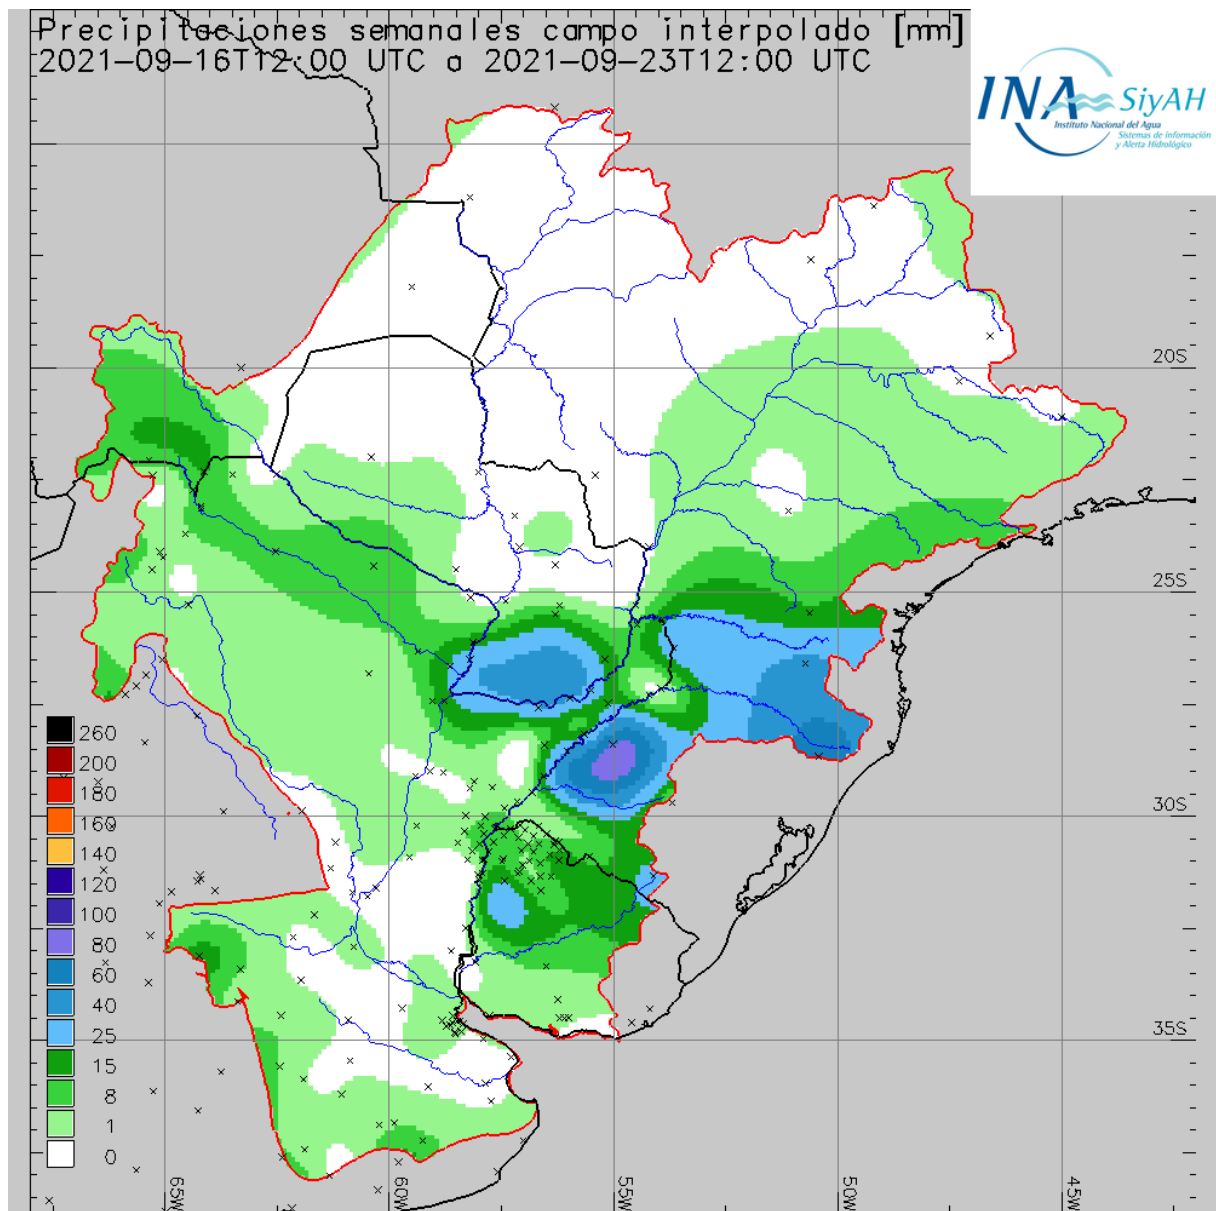 Precipitaciones semanales campo interpolado [mm]
2021-09-16T12:00 UTC a 2021-09-23T12:00 UTC
INA SiyAH
Instituto Nacional del Agua
Sistemas de información
y Alerta Hidrológico
20S
25S
30S
35S
260
200
180
160
140
120
100
80
60
40
25
15
8
1
0
65W
60W
55W
50W
45W